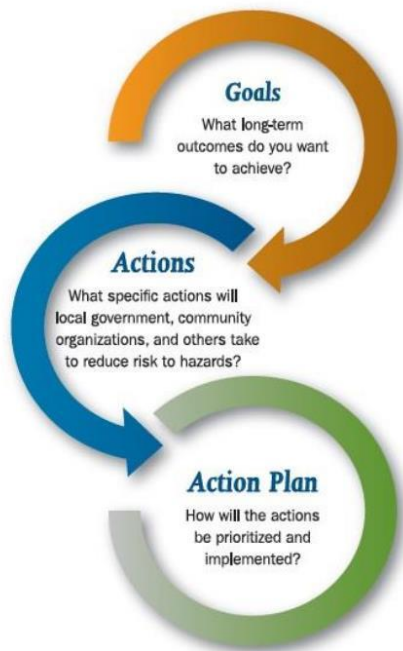 Goals
What long-term
outcomes do you want
to achieve?
Actions
What specific actions will
local government, community
organizations, and others take
to reduce risk to hazards?
Action Plan
How will the actions
be prioritized and
implemented?